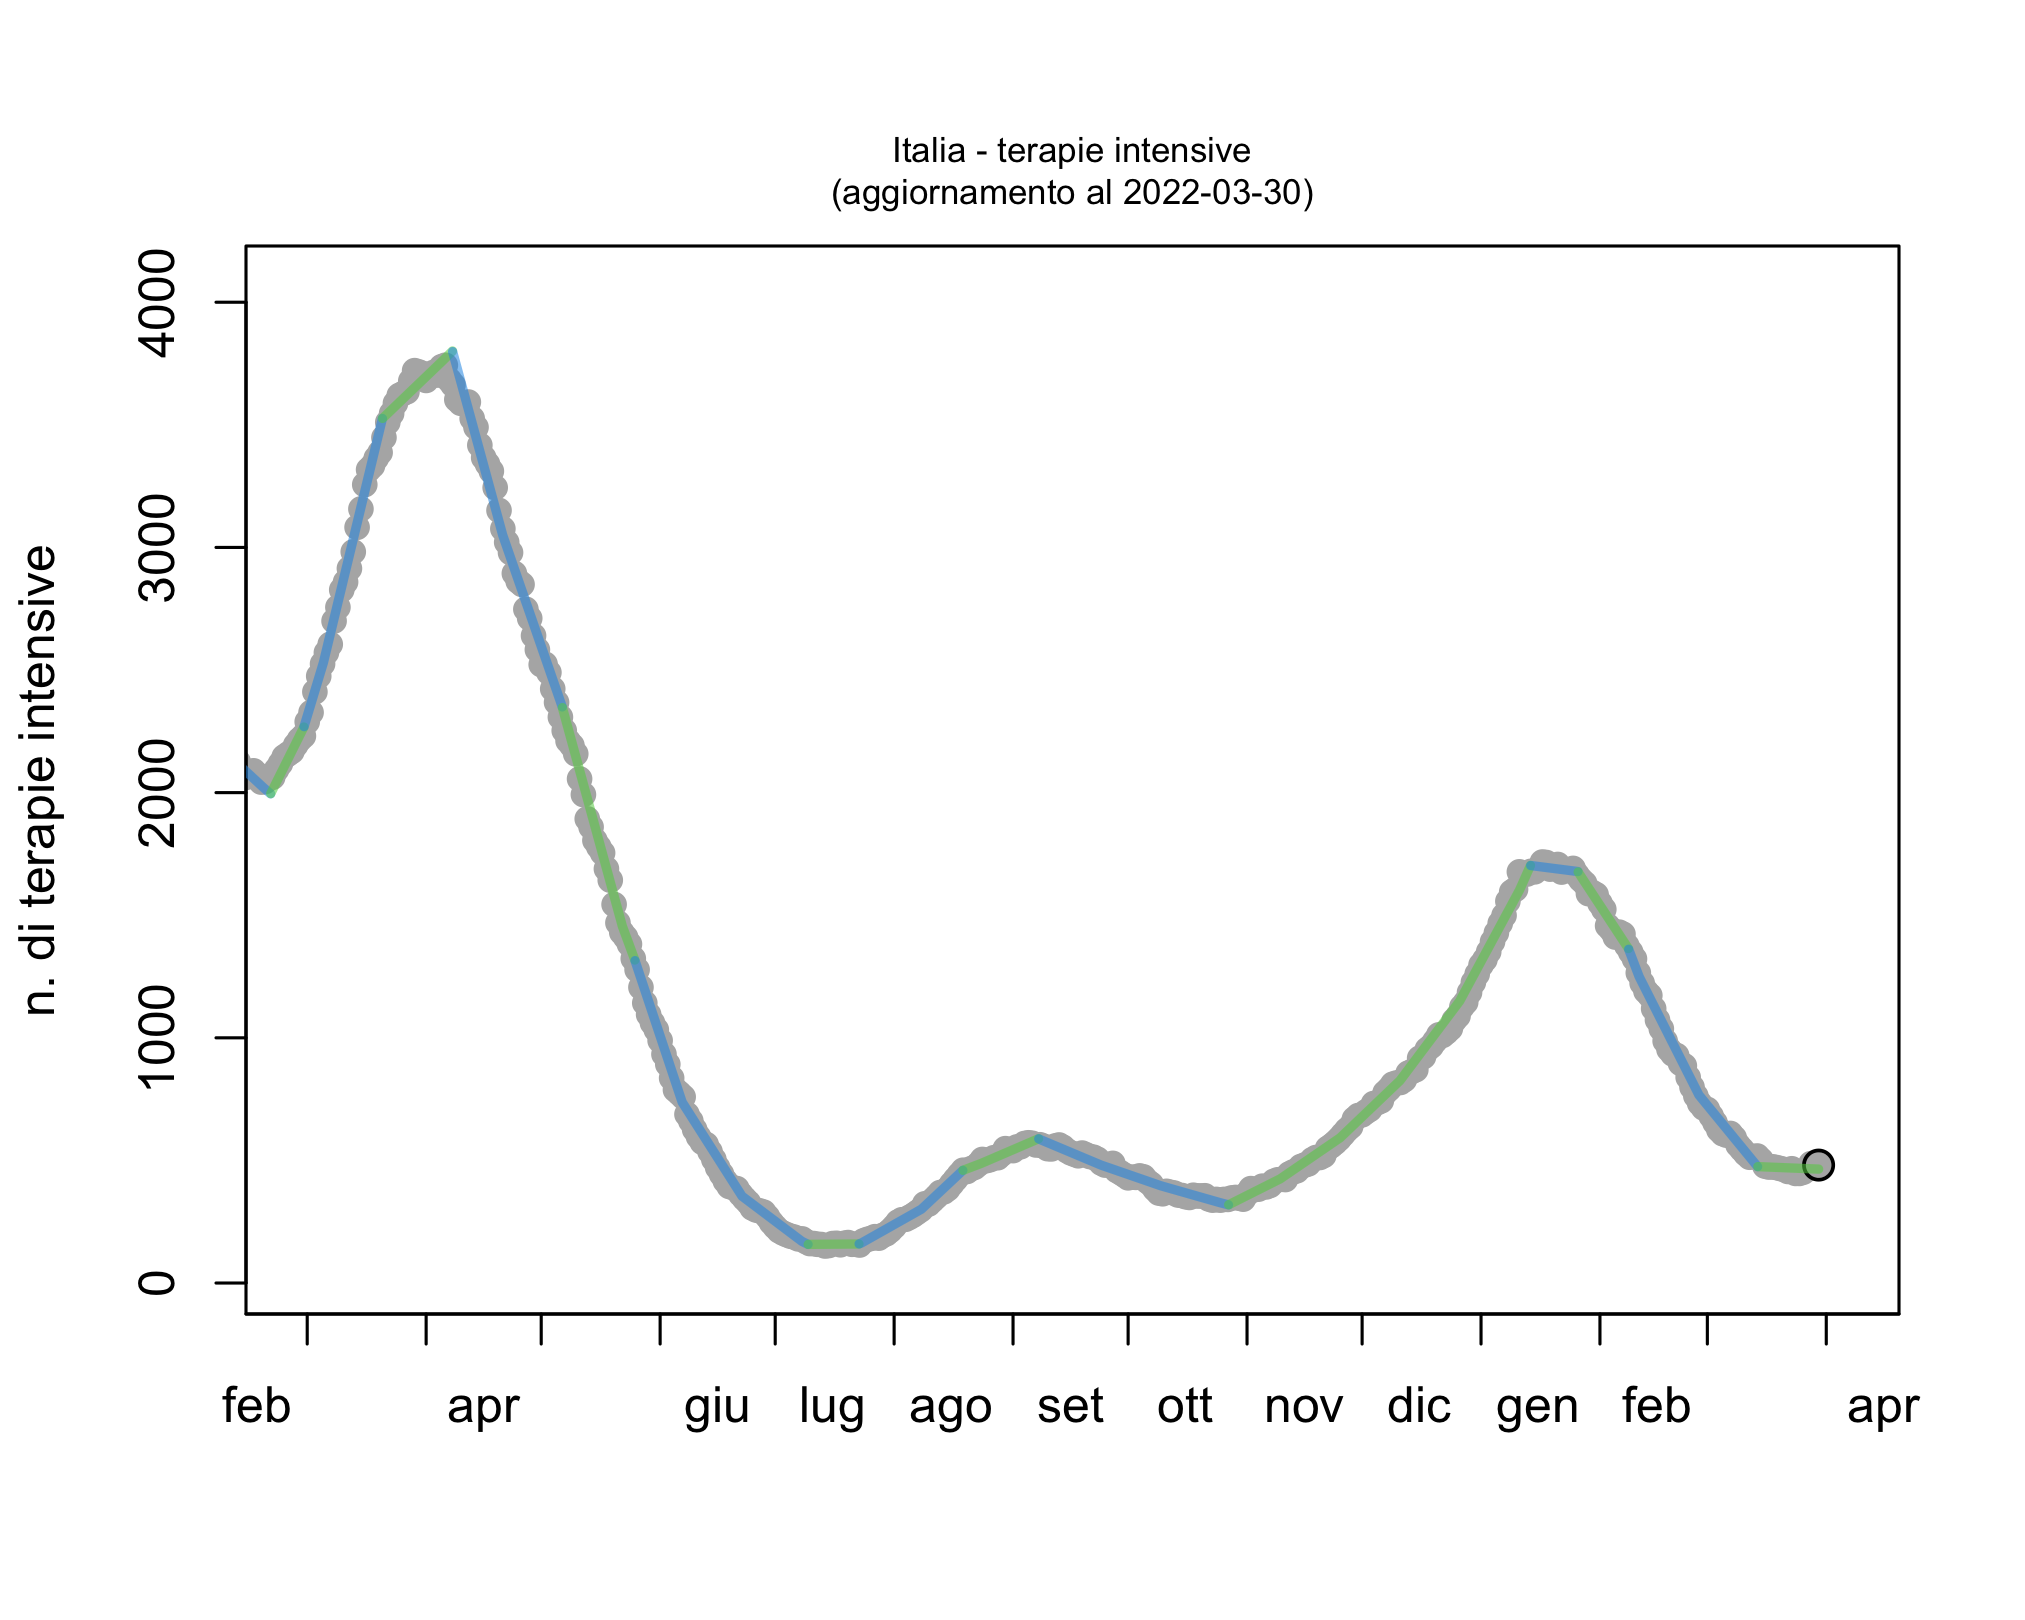 Italia - terapie intensive
(aggiornamento al 2022-03-30)
n. di terapie intensive
4000
3000
2000
1000
0
feb apr giu lug ago set ott nov dic gen feb apr